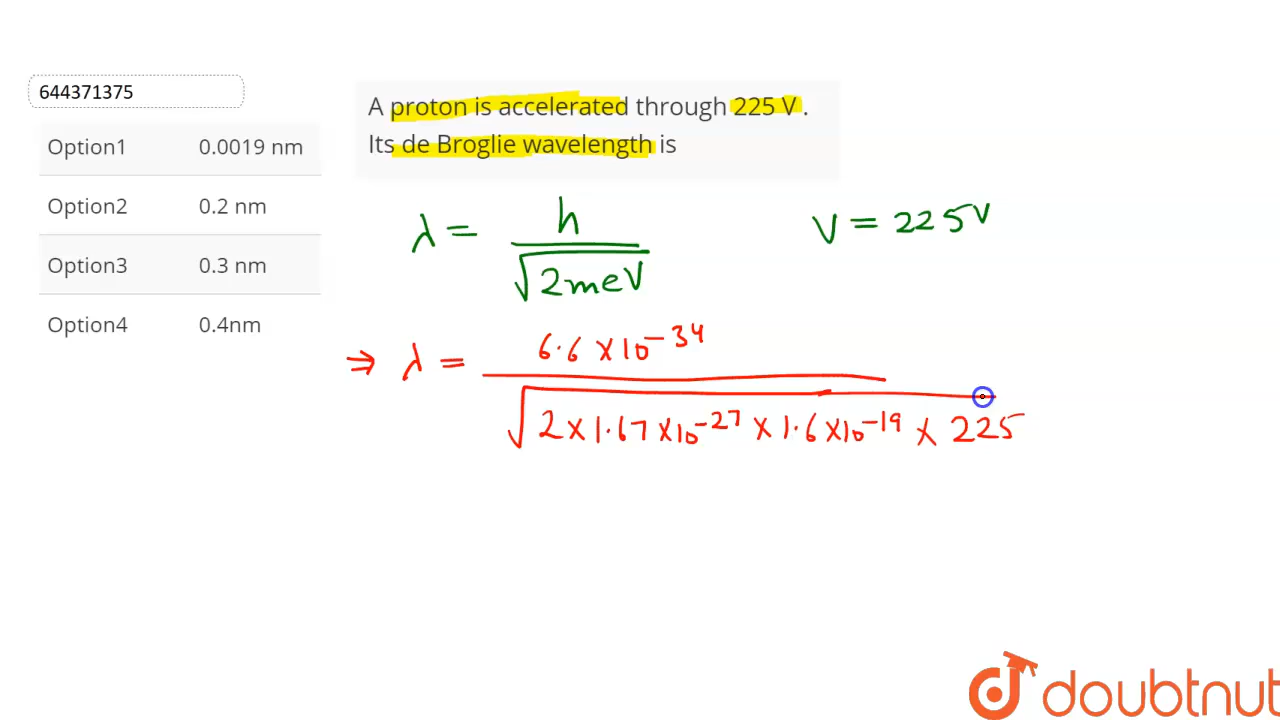 644371375
Option1 0.0019 nm
Option2 0.2 nm
Option3 0.3 nm
Option4 0.4nm
A proton is accelerated through 225 V .
Its de Broglie wavelength is
λ = h / √2meV
V = 225V
⇒ λ = 6.6 × 10^-34 / √2 × 1.67 × 10^-27 × 1.6 × 10^-19 × 225
doubtnut